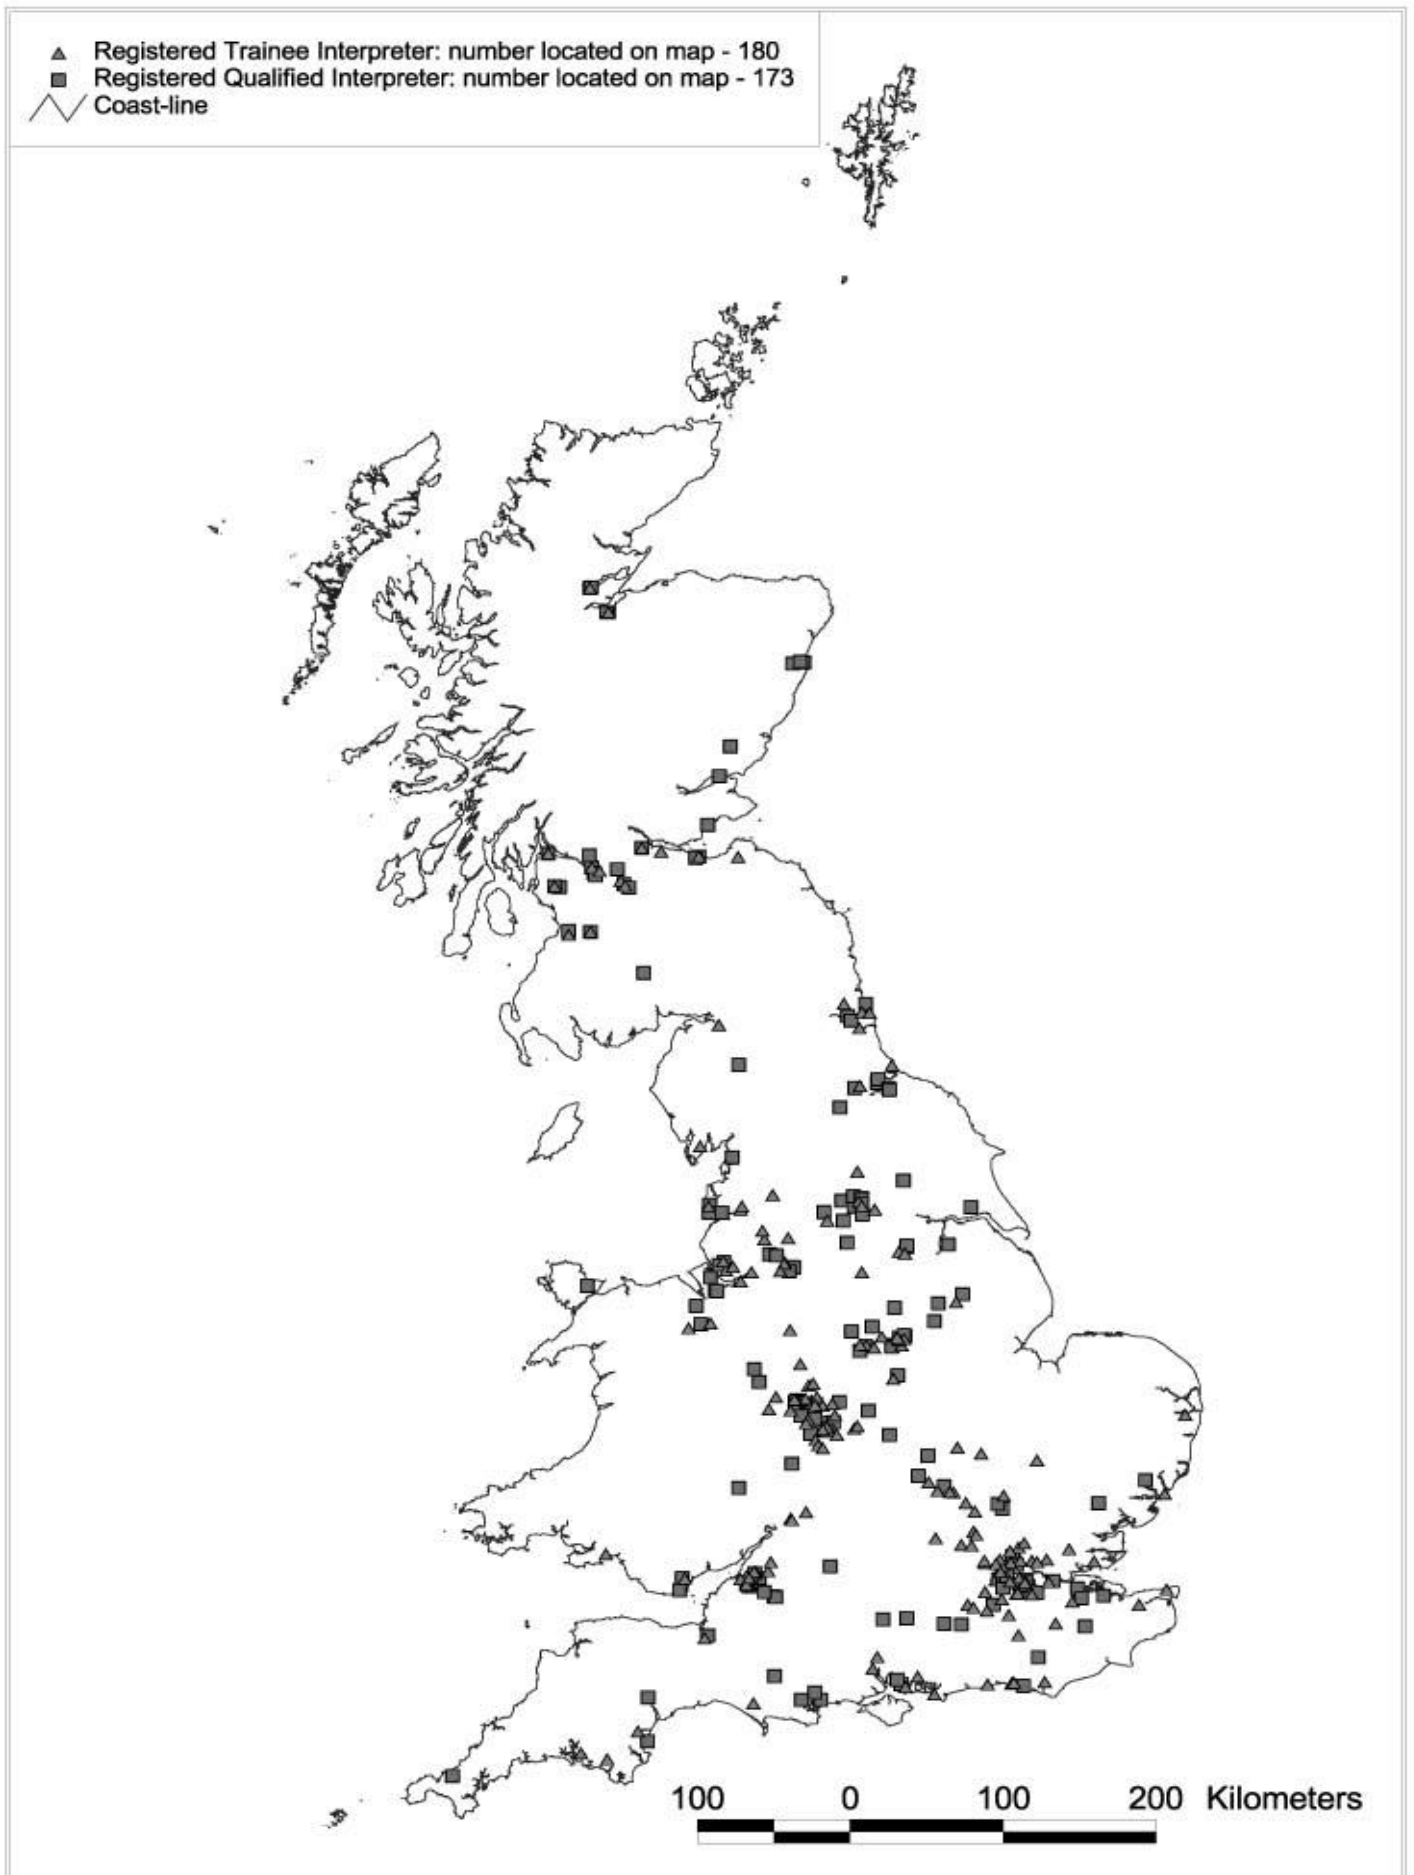 Registered Trainee Interpreter: number located on map - 180
Registered Qualified Interpreter: number located on map - 173
Coast-line
100 0 100 200 Kilometers